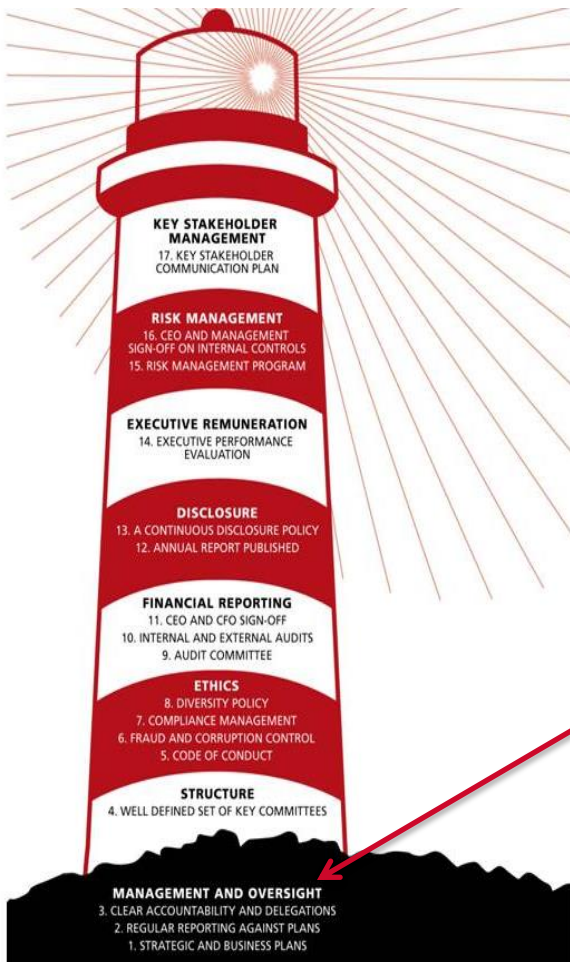 KEY STAKEHOLDER
MANAGEMENT
17. KEY STAKEHOLDER
COMMUNICATION PLAN
RISK MANAGEMENT
16. CEO AND MANAGEMENT
SIGN-OFF ON INTERNAL CONTROLS
15. RISK MANAGEMENT PROGRAM
EXECUTIVE REMUNERATION
14. EXECUTIVE PERFORMANCE
EVALUATION
DISCLOSURE
13. A CONTINUOUS DISCLOSURE POLICY
12. ANNUAL REPORT PUBLISHED
FINANCIAL REPORTING
11. CEO AND CFO SIGN-OFF
10. INTERNAL AND EXTERNAL AUDITS
9. AUDIT COMMITTEE
ETHICS
8. DIVERSITY POLICY
7. COMPLIANCE MANAGEMENT
6. FRAUD AND CORRUPTION CONTROL
5. CODE OF CONDUCT
STRUCTURE
4. WELL DEFINED SET OF KEY COMMITTEES
MANAGEMENT AND OVERSIGHT
3. CLEAR ACCOUNTABILITY AND DELEGATIONS
2. REGULAR REPORTING AGAINST PLANS
1. STRATEGIC AND BUSINESS PLANS